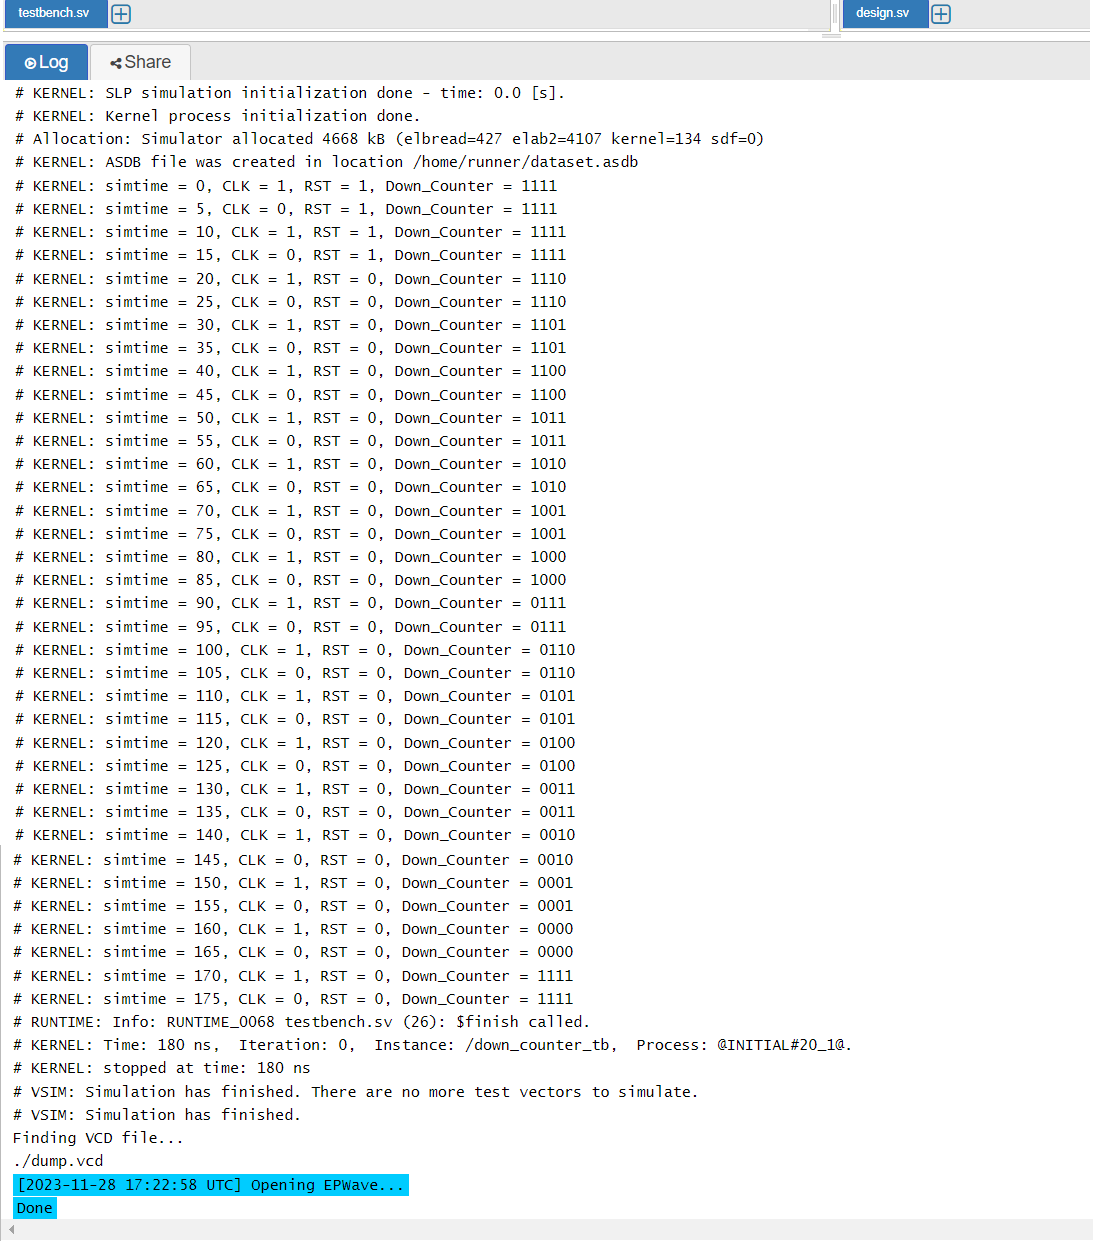 testbench.sv
design.sv
Log
Share
# KERNEL: SLP simulation initialization done - time: 0.0 [s].
# KERNEL: Kernel process initialization done.
# Allocation: Simulator allocated 4668 kB (elbread=427 elab2=4107 kernel=134 sdf=0)
# KERNEL: ASDB file was created in location /home/runner/dataset.asdb
# KERNEL: simtime = 0, CLK = 1, RST = 1, Down_Counter = 1111
# KERNEL: simtime = 5, CLK = 0, RST = 1, Down_Counter = 1111
# KERNEL: simtime = 10, CLK = 1, RST = 1, Down_Counter = 1111
# KERNEL: simtime = 15, CLK = 0, RST = 1, Down_Counter = 1111
# KERNEL: simtime = 20, CLK = 1, RST = 0, Down_Counter = 1110
# KERNEL: simtime = 25, CLK = 0, RST = 0, Down_Counter = 1110
# KERNEL: simtime = 30, CLK = 1, RST = 0, Down_Counter = 1101
# KERNEL: simtime = 35, CLK = 0, RST = 0, Down_Counter = 1101
# KERNEL: simtime = 40, CLK = 1, RST = 0, Down_Counter = 1100
# KERNEL: simtime = 45, CLK = 0, RST = 0, Down_Counter = 1100
# KERNEL: simtime = 50, CLK = 1, RST = 0, Down_Counter = 1011
# KERNEL: simtime = 55, CLK = 0, RST = 0, Down_Counter = 1011
# KERNEL: simtime = 60, CLK = 1, RST = 0, Down_Counter = 1010
# KERNEL: simtime = 65, CLK = 0, RST = 0, Down_Counter = 1010
# KERNEL: simtime = 70, CLK = 1, RST = 0, Down_Counter = 1001
# KERNEL: simtime = 75, CLK = 0, RST = 0, Down_Counter = 1001
# KERNEL: simtime = 80, CLK = 1, RST = 0, Down_Counter = 1000
# KERNEL: simtime = 85, CLK = 0, RST = 0, Down_Counter = 1000
# KERNEL: simtime = 90, CLK = 1, RST = 0, Down_Counter = 0111
# KERNEL: simtime = 95, CLK = 0, RST = 0, Down_Counter = 0111
# KERNEL: simtime = 100, CLK = 1, RST = 0, Down_Counter = 0110
# KERNEL: simtime = 105, CLK = 0, RST = 0, Down_Counter = 0110
# KERNEL: simtime = 110, CLK = 1, RST = 0, Down_Counter = 0101
# KERNEL: simtime = 115, CLK = 0, RST = 0, Down_Counter = 0101
# KERNEL: simtime = 120, CLK = 1, RST = 0, Down_Counter = 0100
# KERNEL: simtime = 125, CLK = 0, RST = 0, Down_Counter = 0100
# KERNEL: simtime = 130, CLK = 1, RST = 0, Down_Counter = 0011
# KERNEL: simtime = 135, CLK = 0, RST = 0, Down_Counter = 0011
# KERNEL: simtime = 140, CLK = 1, RST = 0, Down_Counter = 0010
# KERNEL: simtime = 145, CLK = 0, RST = 0, Down_Counter = 0010
# KERNEL: simtime = 150, CLK = 1, RST = 0, Down_Counter = 0001
# KERNEL: simtime = 155, CLK = 0, RST = 0, Down_Counter = 0001
# KERNEL: simtime = 160, CLK = 1, RST = 0, Down_Counter = 0000
# KERNEL: simtime = 165, CLK = 0, RST = 0, Down_Counter = 0000
# KERNEL: simtime = 170, CLK = 1, RST = 0, Down_Counter = 1111
# KERNEL: simtime = 175, CLK = 0, RST = 0, Down_Counter = 1111
# RUNTIME: Info: RUNTIME_0068 testbench.sv (26): $finish called.
# KERNEL: Time: 180 ns,  Iteration: 0,  Instance: /down_counter_tb,  Process: @INITIAL#20_1@.
# KERNEL: stopped at time: 180 ns
# VSIM: Simulation has finished. There are no more test vectors to simulate.
# VSIM: Simulation has finished.
Finding VCD file...
./dump.vcd
[2023-11-28 17:22:58 UTC] Opening EPWave...
Done